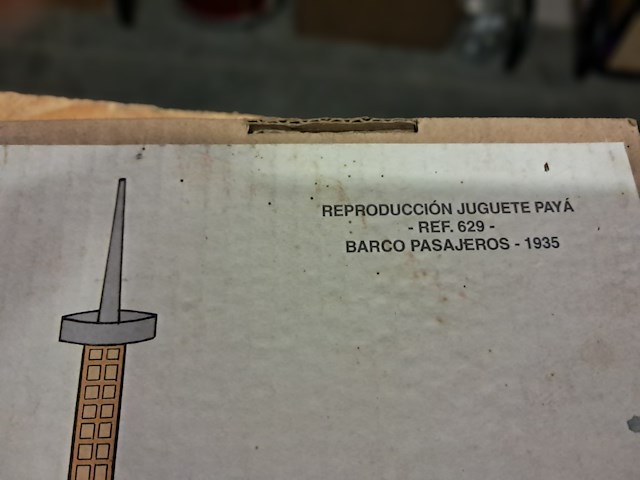 REPRODUCCIÓN JUGUETE PAYÁ
- REF. 629 -
BARCO PASAJEROS - 1935